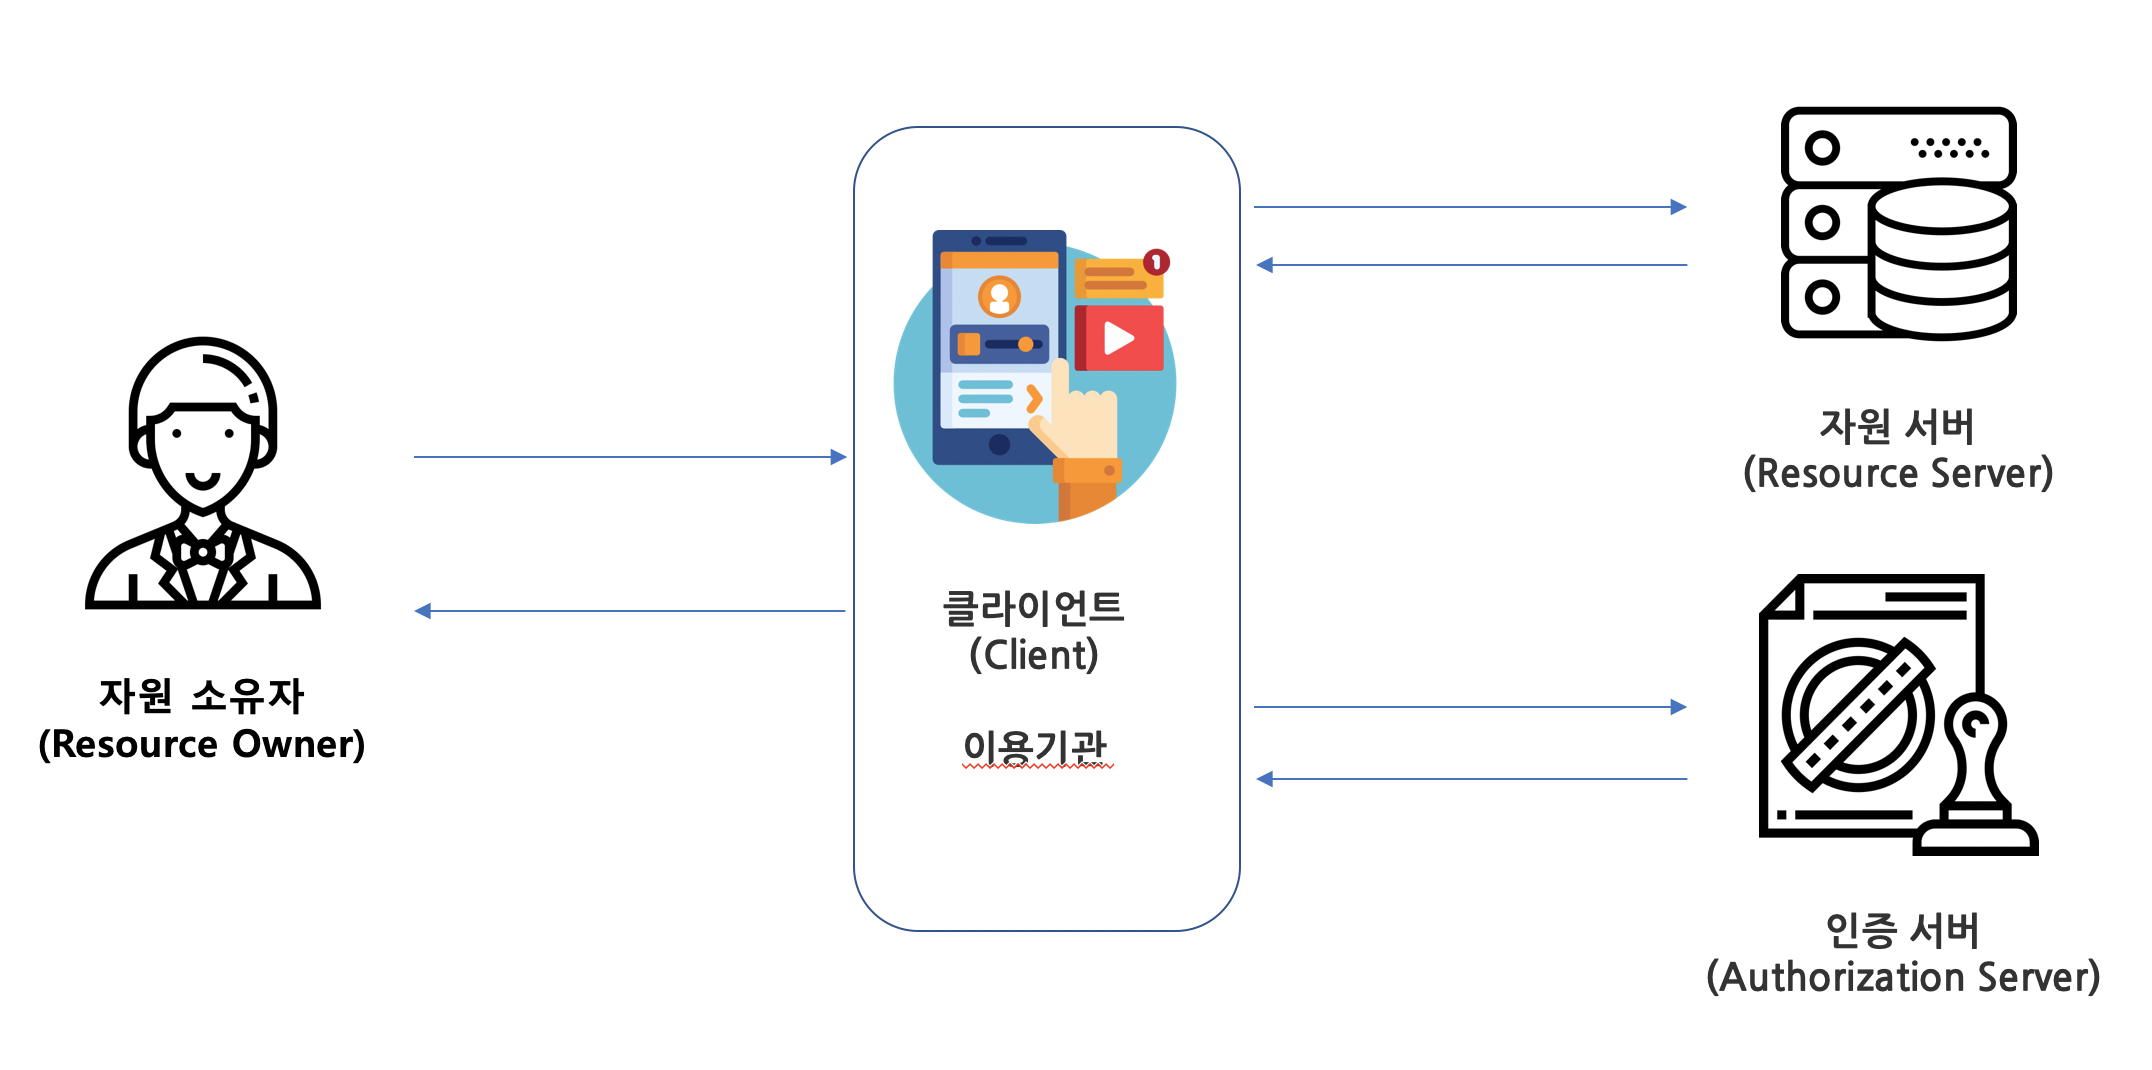 자원 소유자
(Resource Owner)
클라이언트
(Client)
이용기관
자원 서버
(Resource Server)
인증 서버
(Authorization Server)